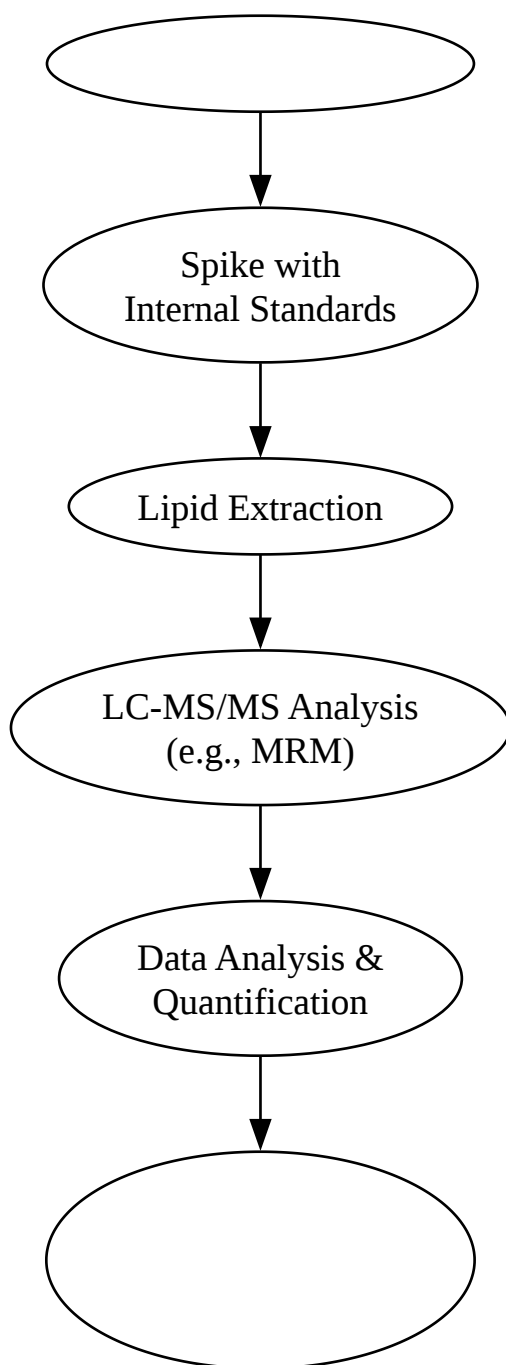 Spike with
Internal Standards
Lipid Extraction
LC-MS/MS Analysis
(e.g., MRM)
Data Analysis &
Quantification